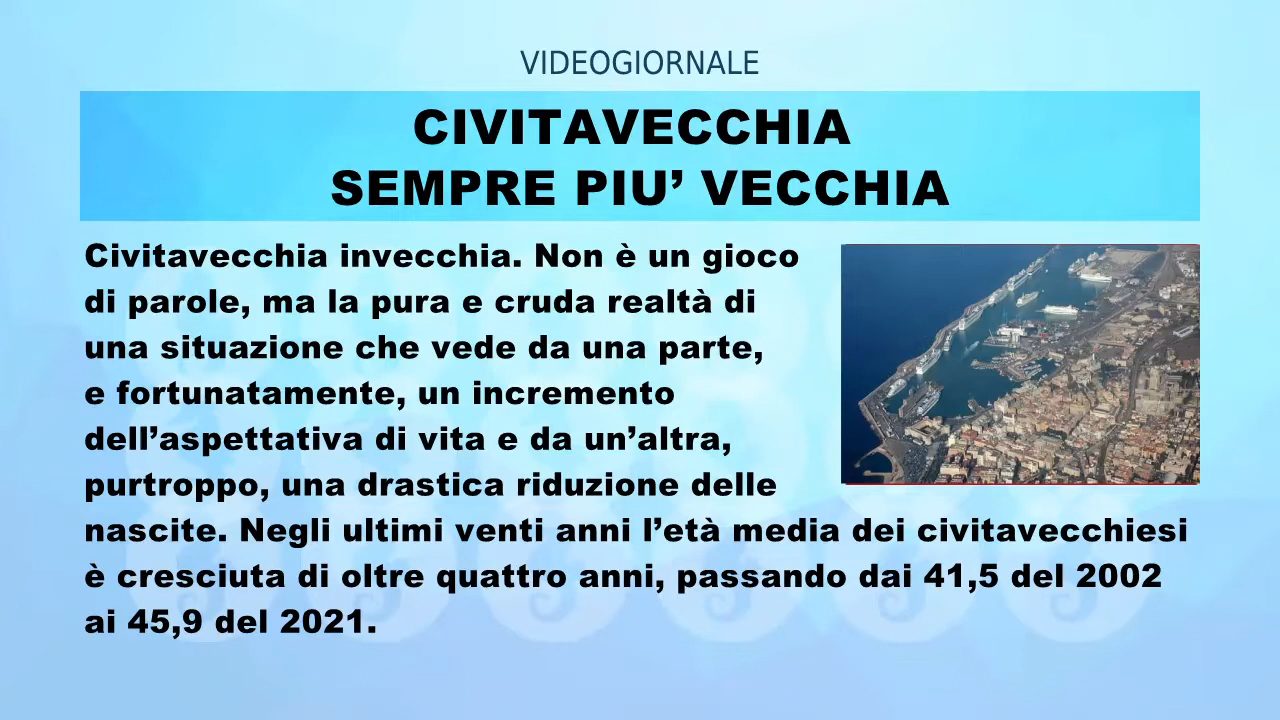 VIDEOGIORNALE
CIVITAVECCHIA
SEMPRE PIU’ VECCHIA
Civitavecchia invecchia. Non è un gioco
di parole, ma la pura e cruda realtà di
una situazione che vede da una parte,
e fortunatamente, un incremento
dell’aspettativa di vita e da un’altra,
purtroppo, una drastica riduzione delle
nascite. Negli ultimi venti anni l’età media dei civitavecchiesi
è cresciuta di oltre quattro anni, passando dai 41,5 del 2002
ai 45,9 del 2021.